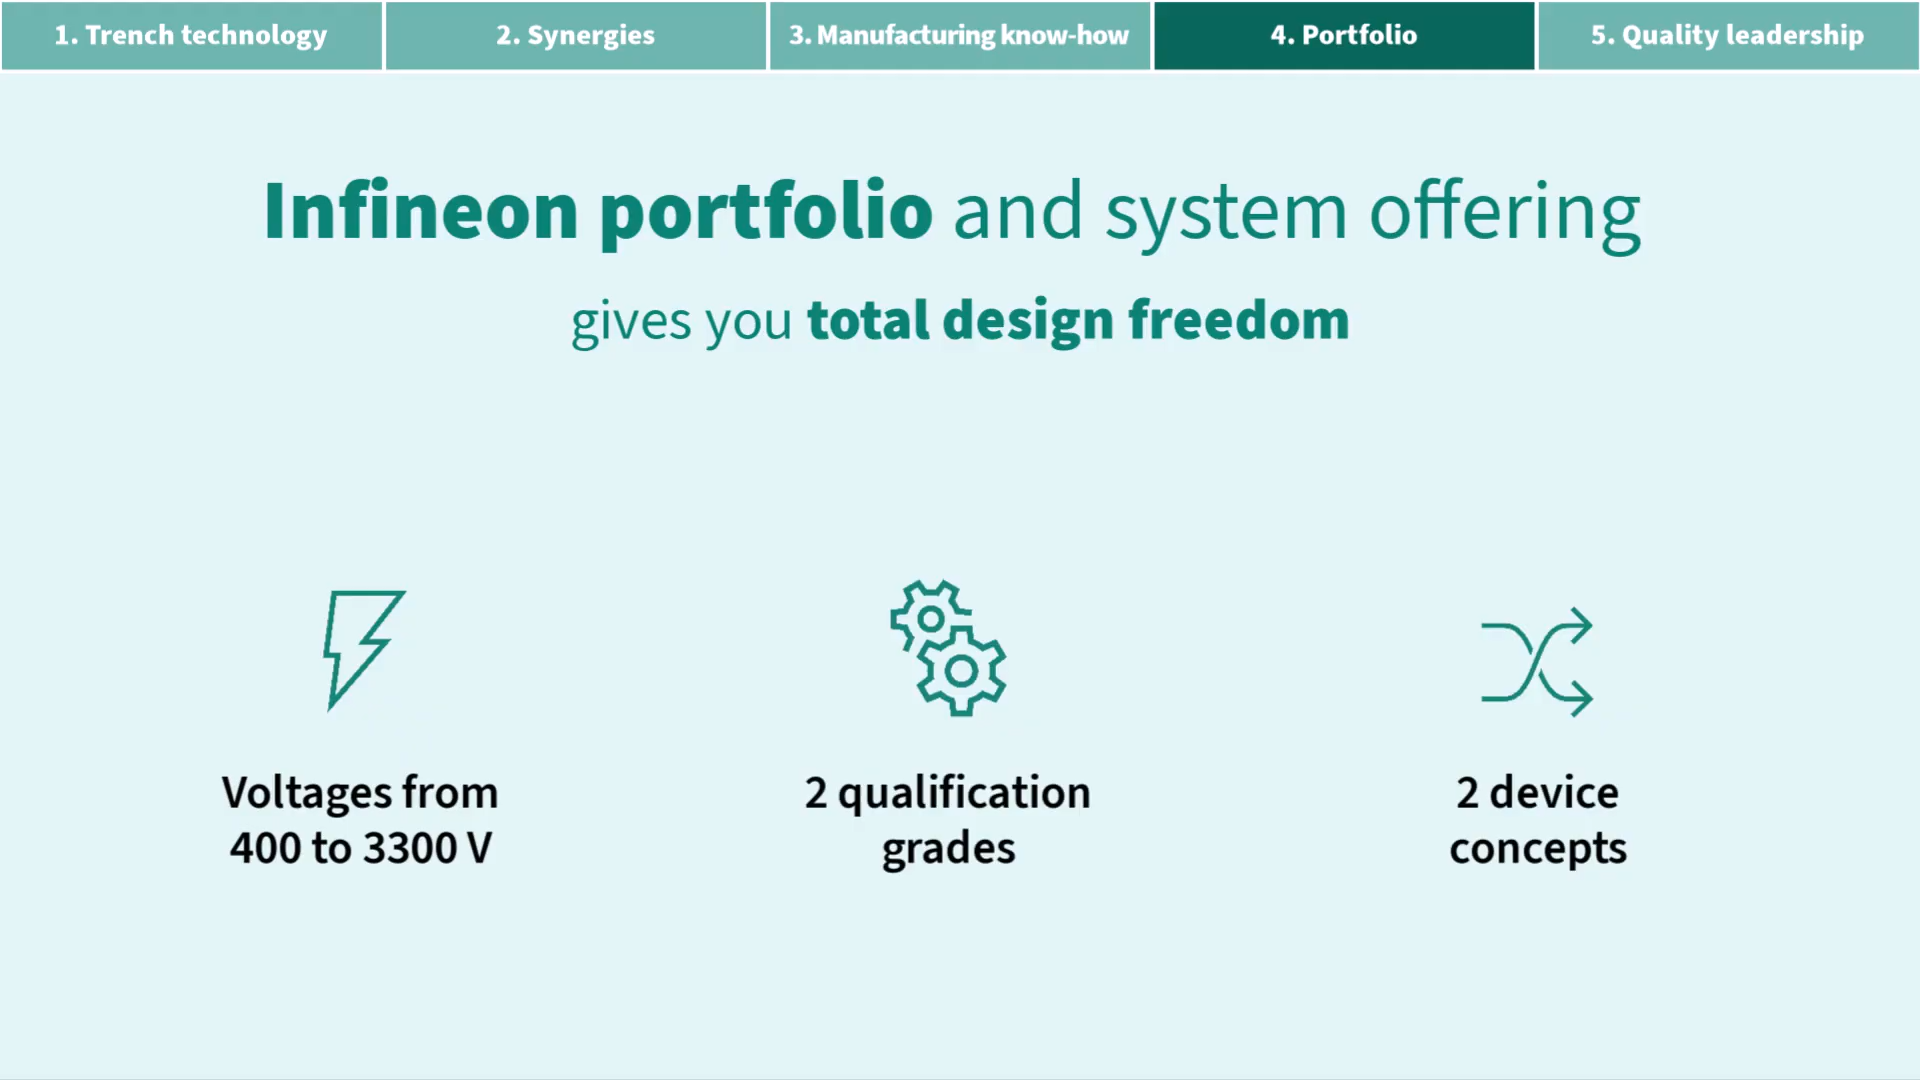 1. Trench technology
2. Synergies
3. Manufacturing know-how
4. Portfolio
5. Quality leadership
Infineon portfolio and system offering
gives you total design freedom
Voltages from
400 to 3300 V
2 qualification
grades
2 device
concepts